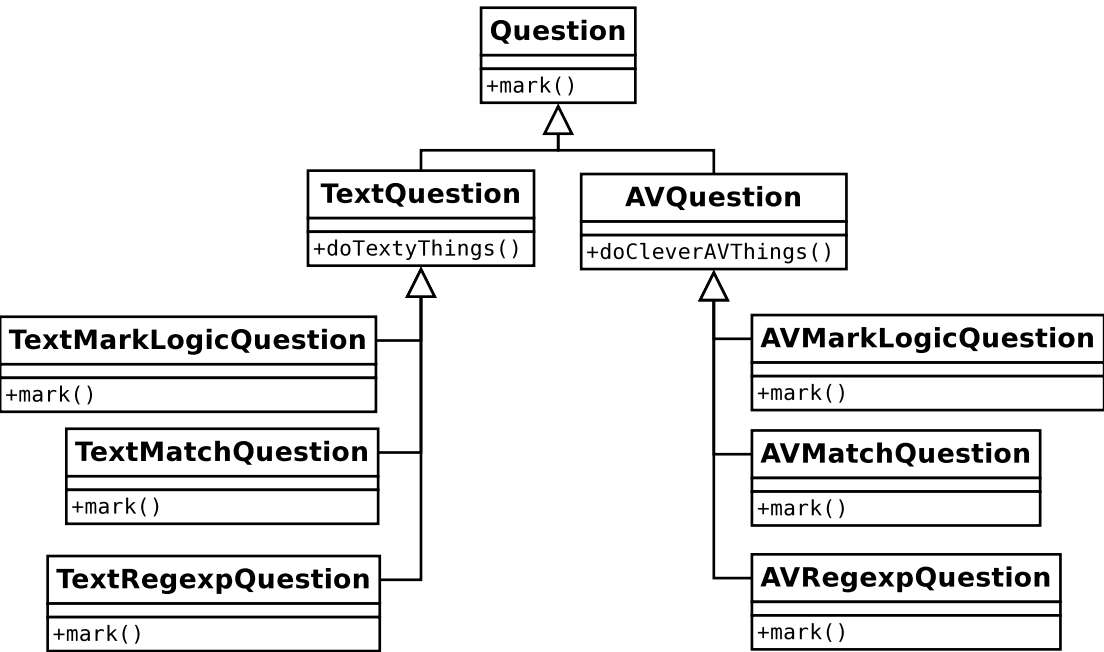 Question
+mark()
TextQuestion
+doTextyThings()
AVQuestion
+doCleverAVThings()
TextMarkLogicQuestion
+mark()
TextMatchQuestion
+mark()
TextRegexpQuestion
+mark()
AVMarkLogicQuestion
+mark()
AVMatchQuestion
+mark()
AVRegexpQuestion
+mark()